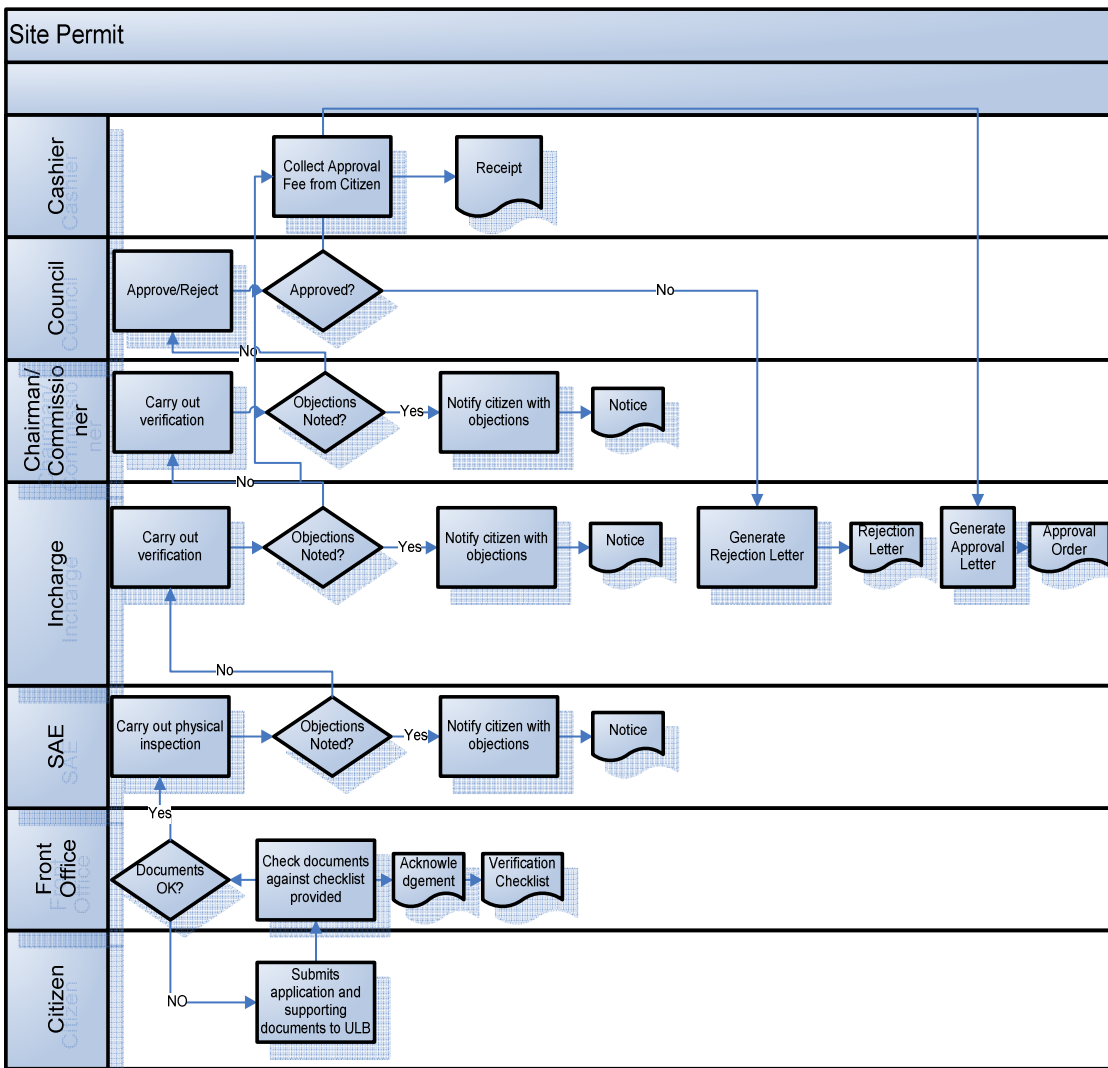 Site Permit
Cashier
Collect Approval
Fee from Citizen
Receipt
Council
Approve/Reject
Approved?
No
No
Chairman/
Commissio
ner
Carry out
verification
Objections
Noted?
Yes
Notify citizen with
objections
Notice
No
Incharge
Carry out
verification
Objections
Noted?
Yes
Notify citizen with
objections
Notice
Generate
Rejection Letter
Rejection
Letter
Generate
Approval
Letter
Approval
Order
No
SAE
Carry out physical
inspection
Objections
Noted?
Yes
Notify citizen with
objections
Notice
Yes
Front
Office
Documents
OK?
Check documents
against checklist
provided
Acknowle
dgement
Verification
Checklist
Citizen
NO
Submits
application and
supporting
documents to ULB